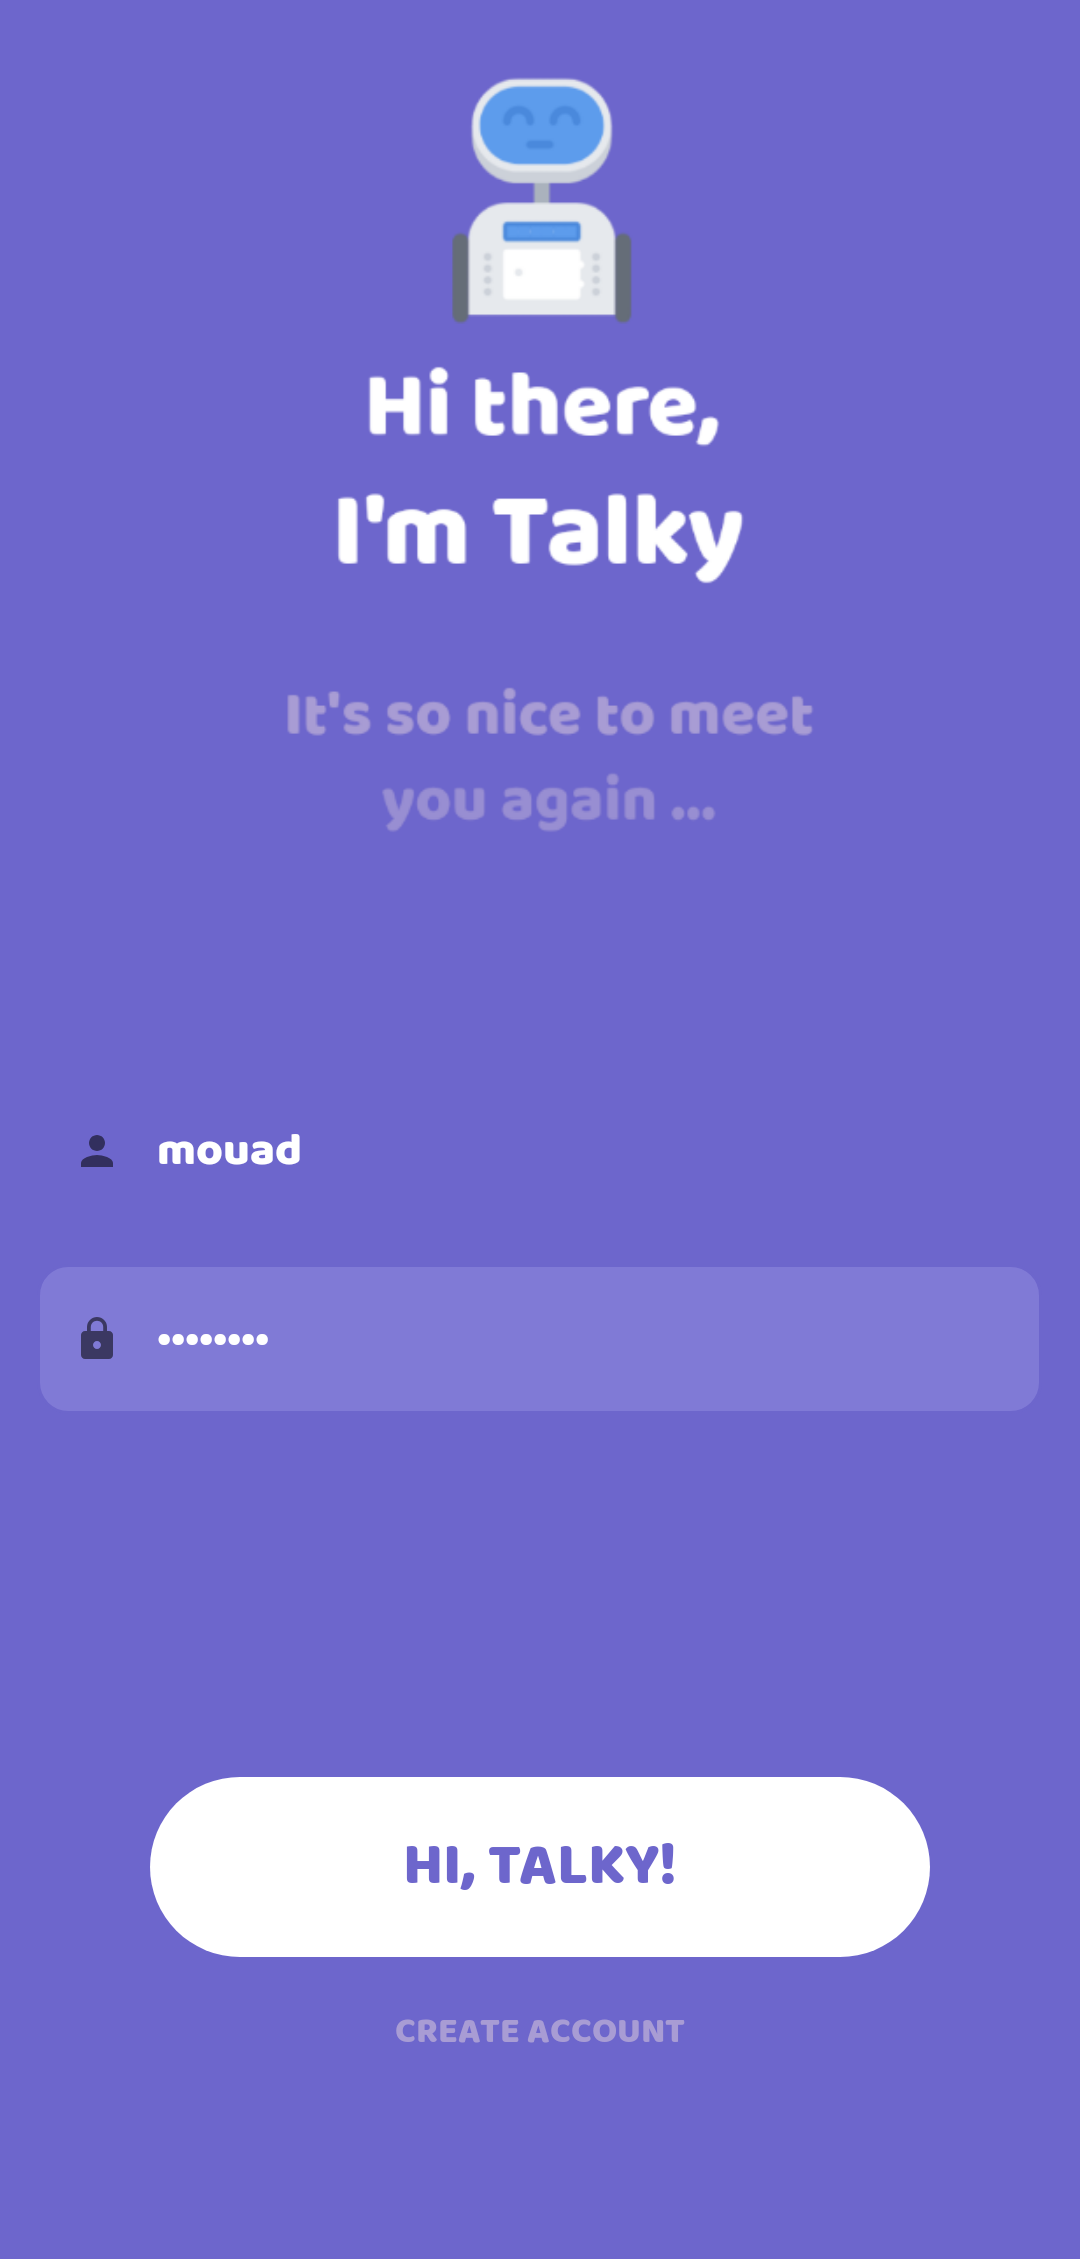 Hi there,
I'm Talky
It's so nice to meet
you again ...
mouad
••••••••
HI, TALKY!
CREATE ACCOUNT